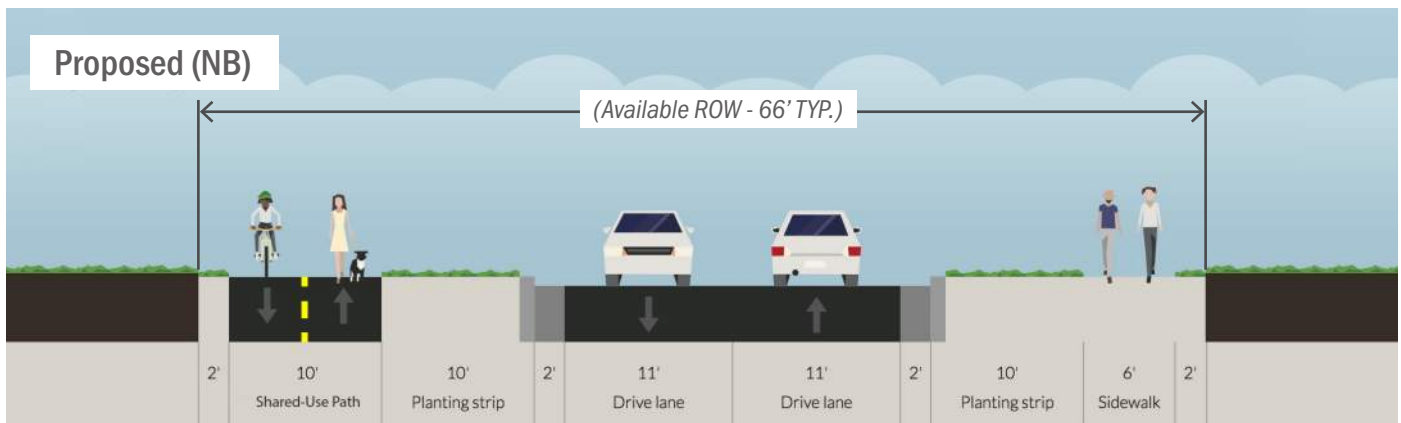 Proposed (NB)
(Available ROW - 66' TYP.)
2' 10' 10' 2' 11' 11' 2' 10' 6' 2'
Shared-Use Path Planting strip Drive lane Drive lane Planting strip Sidewalk